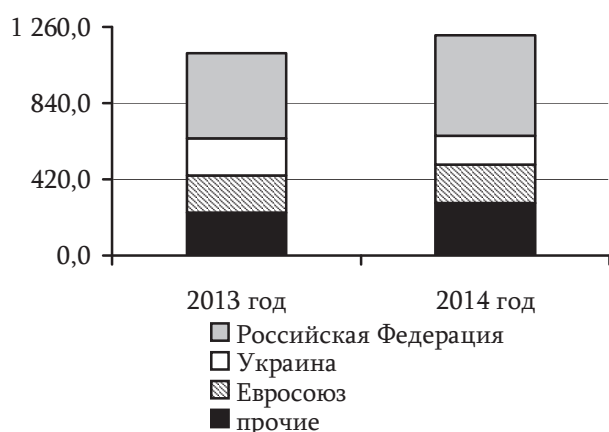 1 260,0
840,0
420,0
0,0
2013 год 2014 год
Российская Федерация
Украина
Евросоюз
прочие